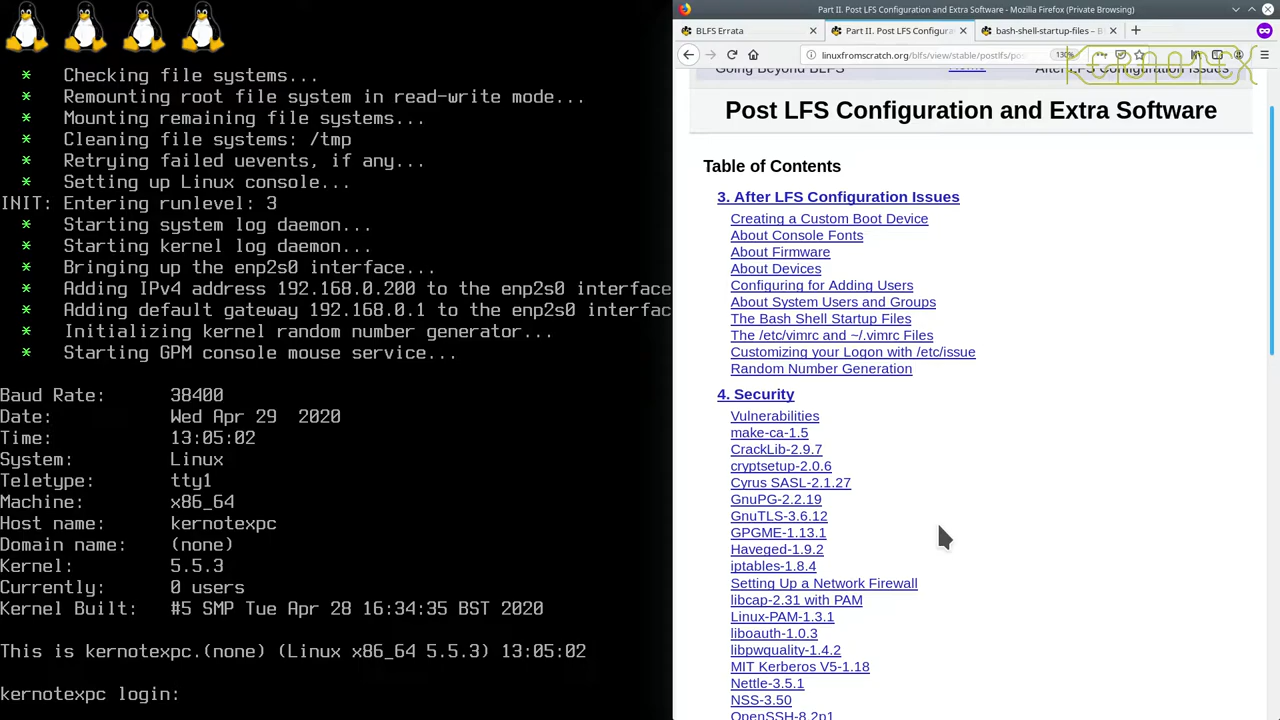 Checking file systems...
Remounting root file system in read-write mode...
Mounting remaining file systems...
Cleaning file systems: /tmp
Retrying failed uevents, if any...
Setting up Linux console...
INIT: Entering runlevel: 3
* Starting system log daemon...
* Starting kernel log daemon...
* Bringing up the enp2s0 interface...
* Adding IPv4 address 192.168.0.200 to the enp2s0 interface
* Adding default gateway 192.168.0.1 to the enp2s0 interfac
* Initializing kernel random number generator...
* Starting GPM console mouse service...
Baud Rate: 38400
Date: Wed Apr 29 2020
Time: 13:05:02
System: Linux
Teletype: tty1
Machine: x86_64
Host name: kernotexpc
Domain name: (none)
Kernel: 5.5.3
Currently: 0 users
Kernel Built: #5 SMP Tue Apr 28 16:34:35 BST 2020
This is kernotexpc.(none) (Linux x86_64 5.5.3) 13:05:02
kernotexpc login:
Part II. Post LFS Configuration and Extra Software - Mozilla Firefox (Private Browsing)
BLFS Errata
Part II. Post LFS Configura
bash-shell-startup-files – B
linuxfromscratch.org/blfs/view/stable/postlfs/po
130%
KERNOTEX
Going Beyond BLFS
Home
After LFS Configuration Issues
Post LFS Configuration and Extra Software
Table of Contents
3. After LFS Configuration Issues
Creating a Custom Boot Device
About Console Fonts
About Firmware
About Devices
Configuring for Adding Users
About System Users and Groups
The Bash Shell Startup Files
The /etc/vimrc and ~/.vimrc Files
Customizing your Logon with /etc/issue
Random Number Generation
4. Security
Vulnerabilities
make-ca-1.5
CrackLib-2.9.7
cryptsetup-2.0.6
Cyrus SASL-2.1.27
GnuPG-2.2.19
GnuTLS-3.6.12
GPGME-1.13.1
Haveged-1.9.2
iptables-1.8.4
Setting Up a Network Firewall
libcap-2.31 with PAM
Linux-PAM-1.3.1
liboauth-1.0.3
libpwquality-1.4.2
MIT Kerberos V5-1.18
Nettle-3.5.1
NSS-3.50
OpenSSH-8.2p1